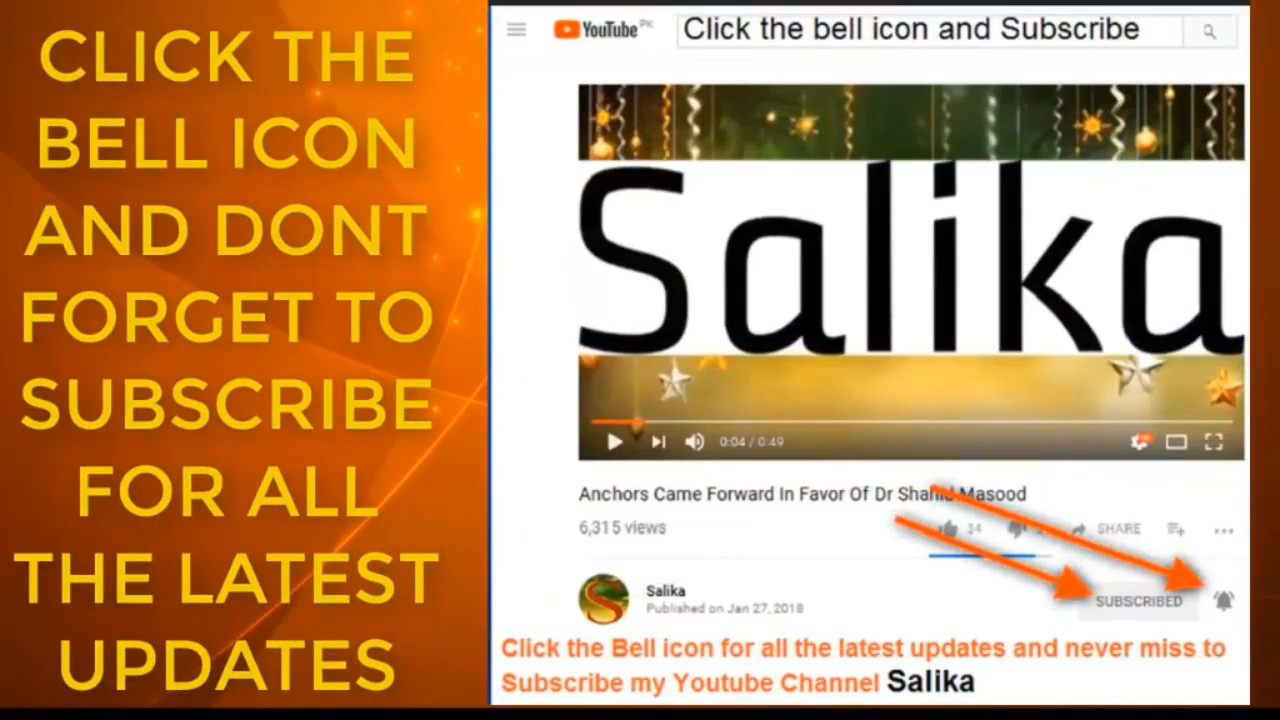 CLICK THE
BELL ICON
AND DONT
FORGET TO
SUBSCRIBE
FOR ALL
THE LATEST
UPDATES
YouTube PK
Click the bell icon and Subscribe
Salika
0:04 / 0:49
Anchors Came Forward In Favor Of Dr Shahid Masood
6,315 views
34
SHARE
Salika
Published on Jan 27, 2018
SUBSCRIBED
Click the Bell icon for all the latest updates and never miss to
Subscribe my Youtube Channel Salika